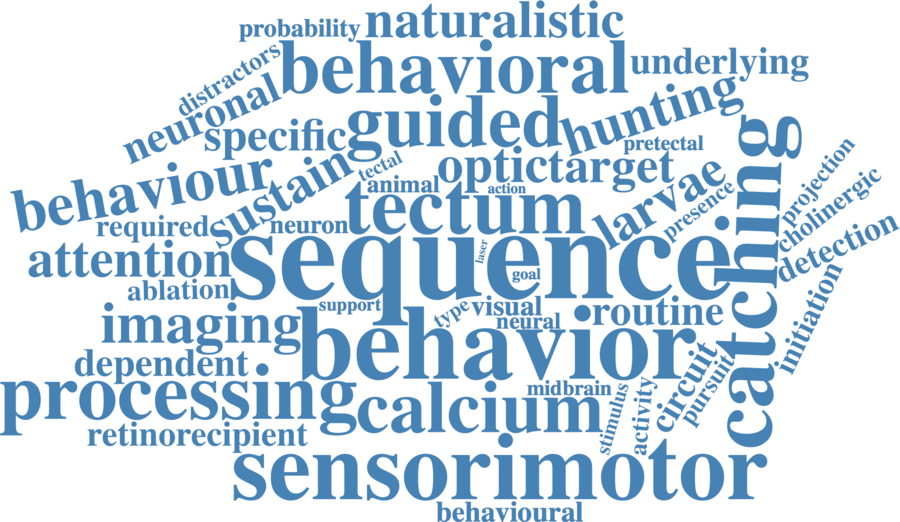 probability
naturalistic
distractors
behavioral
underlying
neuronal
specific
guided
hunting
pretectal
behaviour
sustain
tectal
optic
target
animal
action
larvae
presence
catching
projection
cholinergic
detection
required
neuron
tectum
attention
sequence
laser
goal
ablation
support
type
visual
neural
routine
initiation
imaging
behavior
dependent
midbrain
circuit
pursuit
processing
calcium
stimulus
activity
retinorecipient
sensorimotor
behavioural